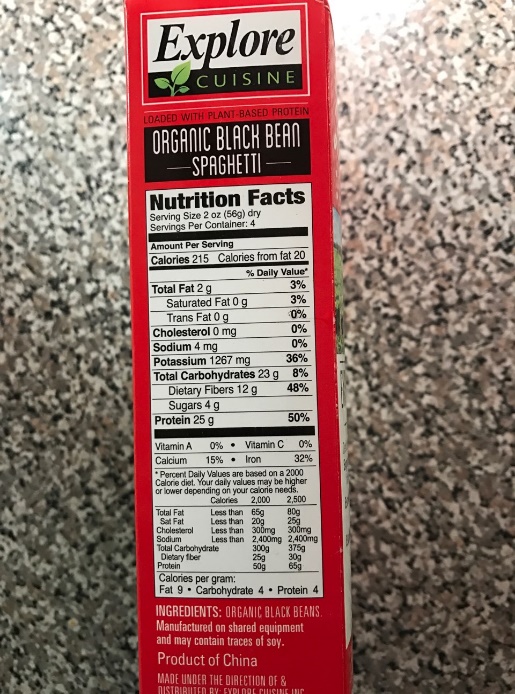 Explore
CUISINE
LOADED WITH PLANT-BASED PROTEIN
ORGANIC BLACK BEAN
SPAGHETTI
Nutrition Facts
Serving Size 2 oz (56g) dry
Servings Per Container: 4
Amount Per Serving
Calories 215 Calories from fat 20
% Daily Value*
Total Fat 2 g 3%
Saturated Fat 0 g 3%
Trans Fat 0 g 0%
Cholesterol 0 mg 0%
Sodium 4 mg 0%
Potassium 1267 mg 36%
Total Carbohydrates 23 g 8%
Dietary Fibers 12 g 48%
Sugars 4 g
Protein 25 g 50%
Vitamin A 0% • Vitamin C 0%
Calcium 15% • Iron 32%
* Percent Daily Values are based on a 2000
Calorie diet. Your daily values may be higher
or lower depending on your calorie needs.
Calories 2,000 2,500
Total Fat Less than 65g 80g
Sat Fat Less than 20g 25g
Cholesterol Less than 300mg 300mg
Sodium Less than 2,400mg 2,400mg
Total Carbohydrate 300g 375g
Dietary fiber 25g 30g
Protein 50g 65g
Calories per gram:
Fat 9 • Carbohydrate 4 • Protein 4
INGREDIENTS: ORGANIC BLACK BEANS.
Manufactured on shared equipment
and may contain traces of soy.
Product of China
MADE UNDER THE DIRECTION OF &
DISTRIBUTED BY: EXPLORE CUISINE INC